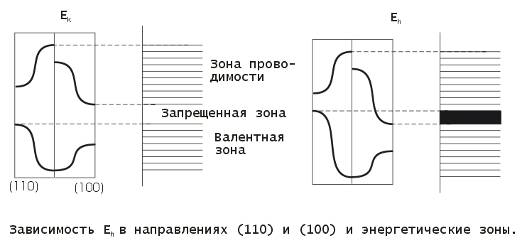 Eₖ
Eₕ
Зона прово-
димости
Запрещенная зона
Валентная
зона
(110)
(100)
Зависимость Eₕ в направлениях (110) и (100) и энергетические зоны.